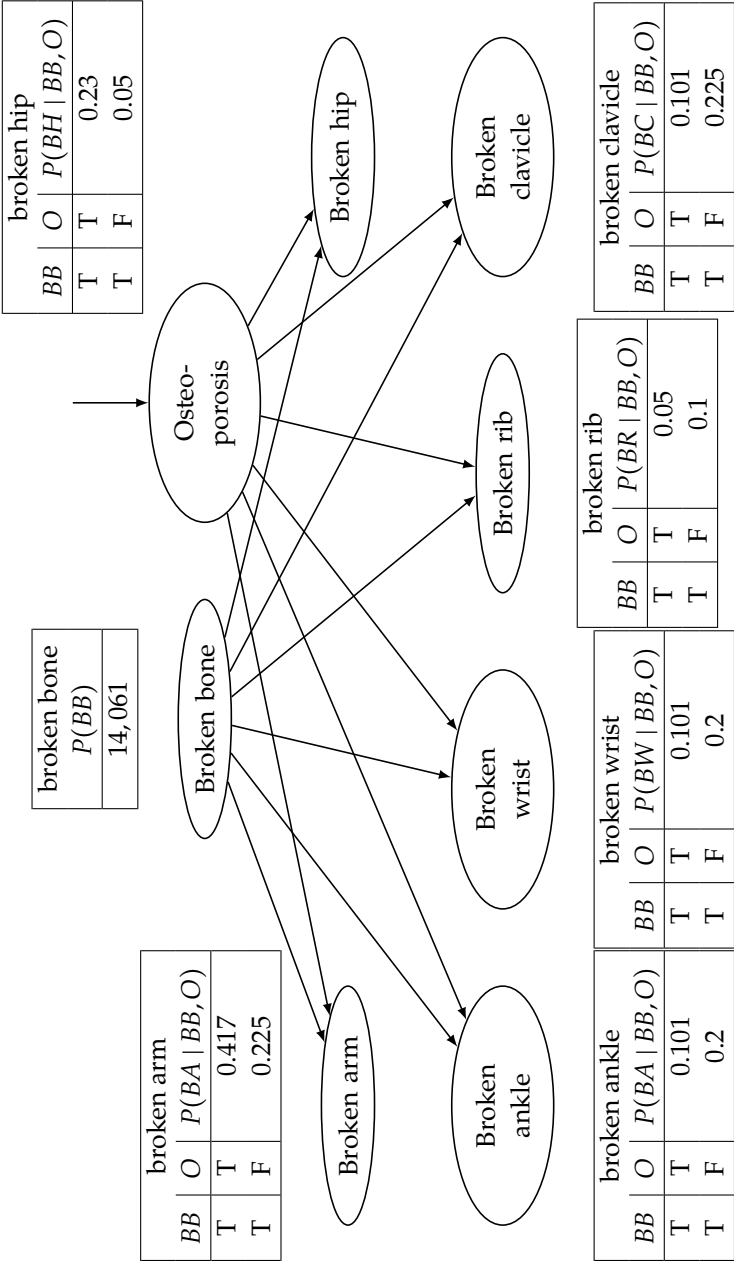 broken bone
P(BB)
14,061
broken arm
BB O P(BA | BB, O)
T T 0.417
T F 0.225
broken hip
BB O P(BH | BB, O)
T T 0.23
T F 0.05
Broken bone
Osteo-
porosis
Broken arm
Broken hip
Broken
ankle
Broken
wrist
Broken rib
Broken
clavicle
broken ankle
BB O P(BA | BB, O)
T T 0.101
T F 0.2
broken wrist
BB O P(BW | BB, O)
T T 0.101
T F 0.2
broken rib
BB O P(BR | BB, O)
T T 0.05
T F 0.1
broken clavicle
BB O P(BC | BB, O)
T T 0.101
T F 0.225